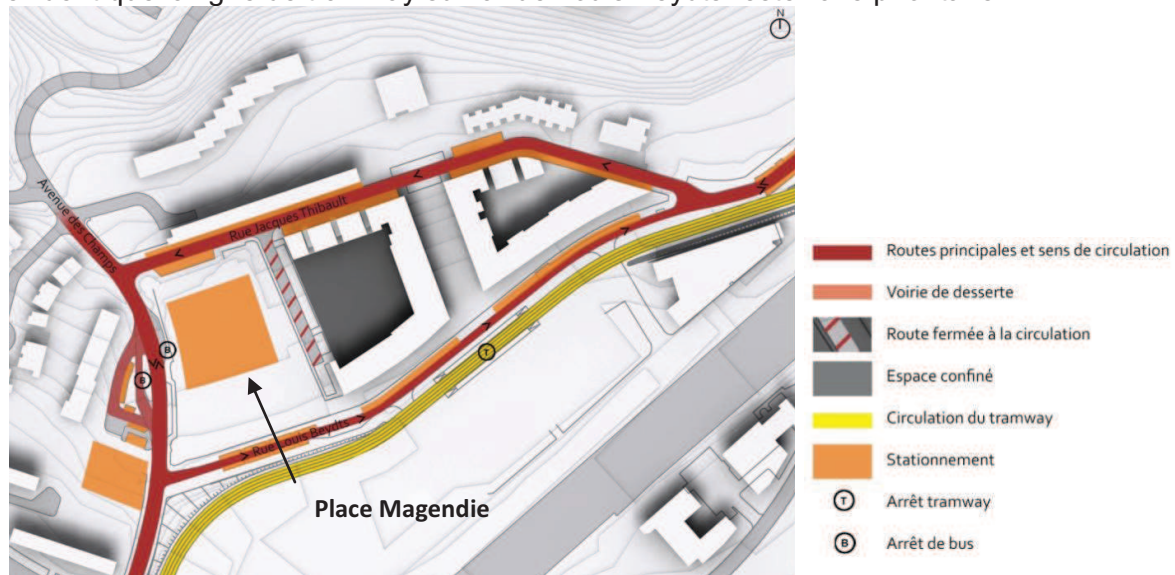 N
Avenue des Champs
Rue Jacques Thibault
B
B
T
Rue Louis Beydts
Place Magendie
Routes principales et sens de circulation
Voirie de desserte
Route fermée à la circulation
Espace confiné
Circulation du tramway
Stationnement
T Arrêt tramway
B Arrêt de bus